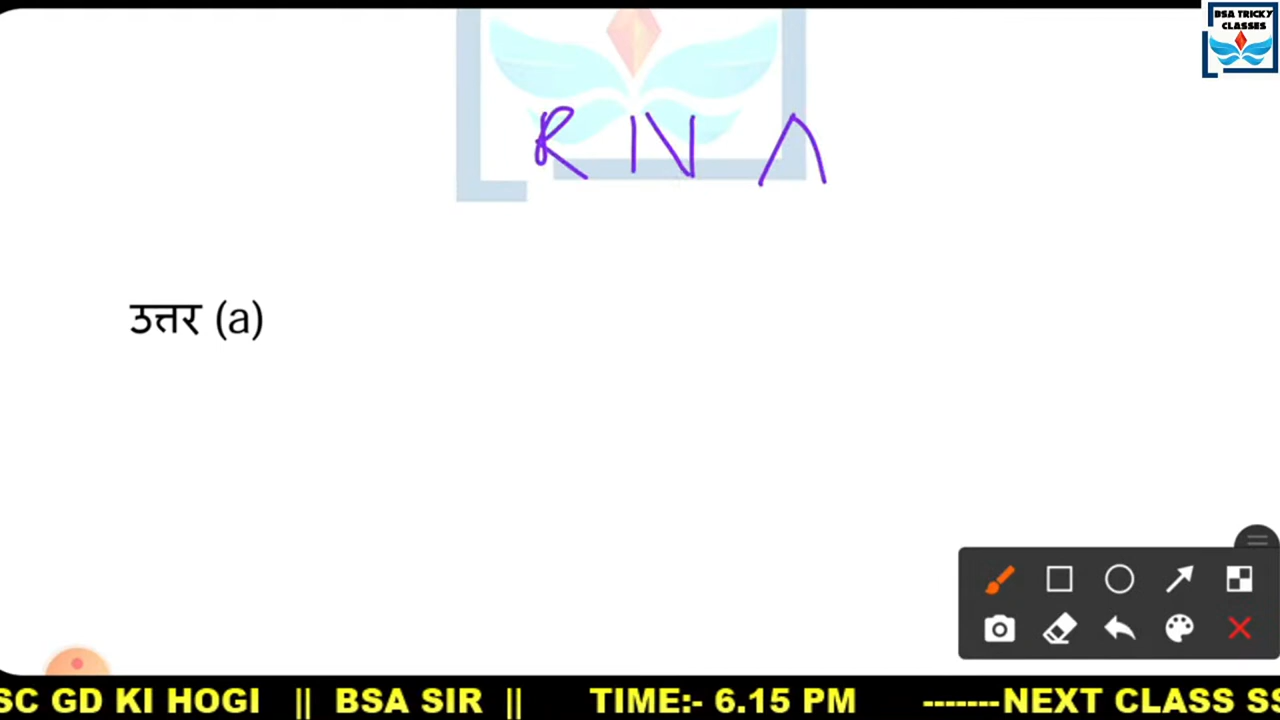 BSA TRICKY
CLASSES
R N Λ
उत्तर (a)
SC GD KI HOGI || BSA SIR || TIME:- 6.15 PM -------NEXT CLASS SS